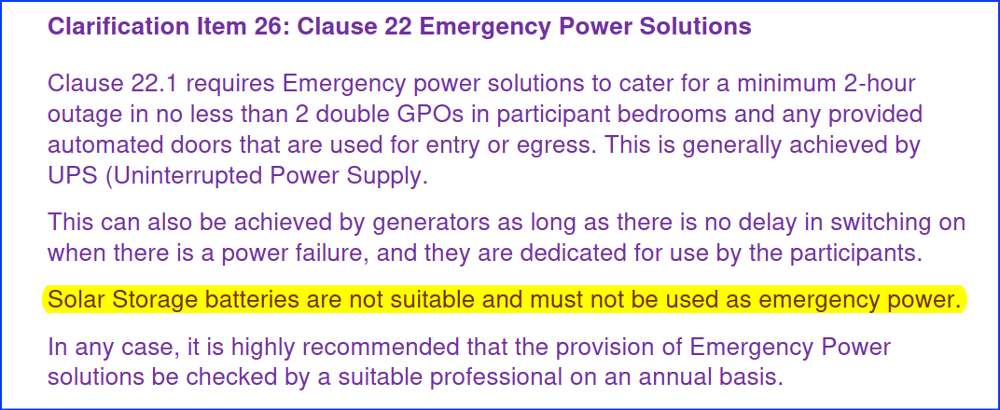 Clarification Item 26: Clause 22 Emergency Power Solutions
Clause 22.1 requires Emergency power solutions to cater for a minimum 2-hour
outage in no less than 2 double GPOs in participant bedrooms and any provided
automated doors that are used for entry or egress. This is generally achieved by
UPS (Uninterrupted Power Supply.
This can also be achieved by generators as long as there is no delay in switching on
when there is a power failure, and they are dedicated for use by the participants.
Solar Storage batteries are not suitable and must not be used as emergency power.
In any case, it is highly recommended that the provision of Emergency Power
solutions be checked by a suitable professional on an annual basis.